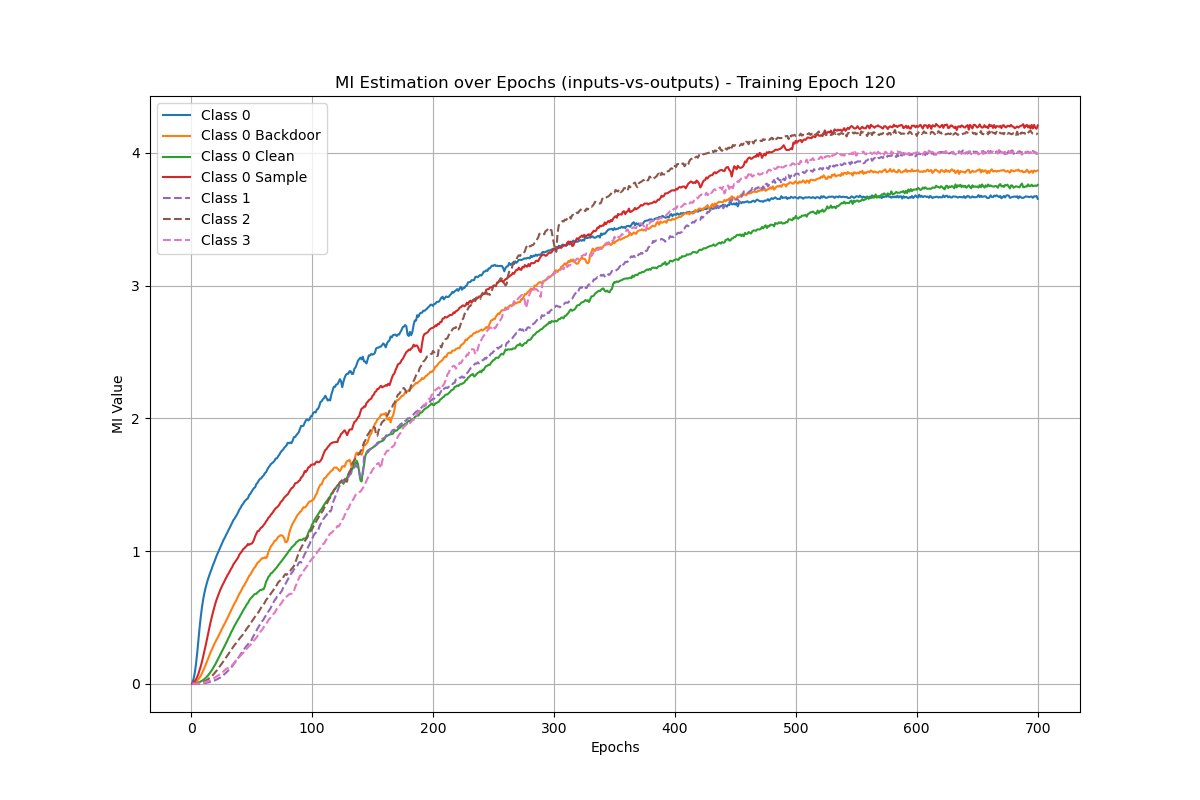 MI Estimation over Epochs (inputs-vs-outputs) - Training Epoch 120
Class 0
Class 0 Backdoor
Class 0 Clean
Class 0 Sample
Class 1
Class 2
Class 3
MI Value
4
3
2
1
0
0 100 200 300 400 500 600 700
Epochs